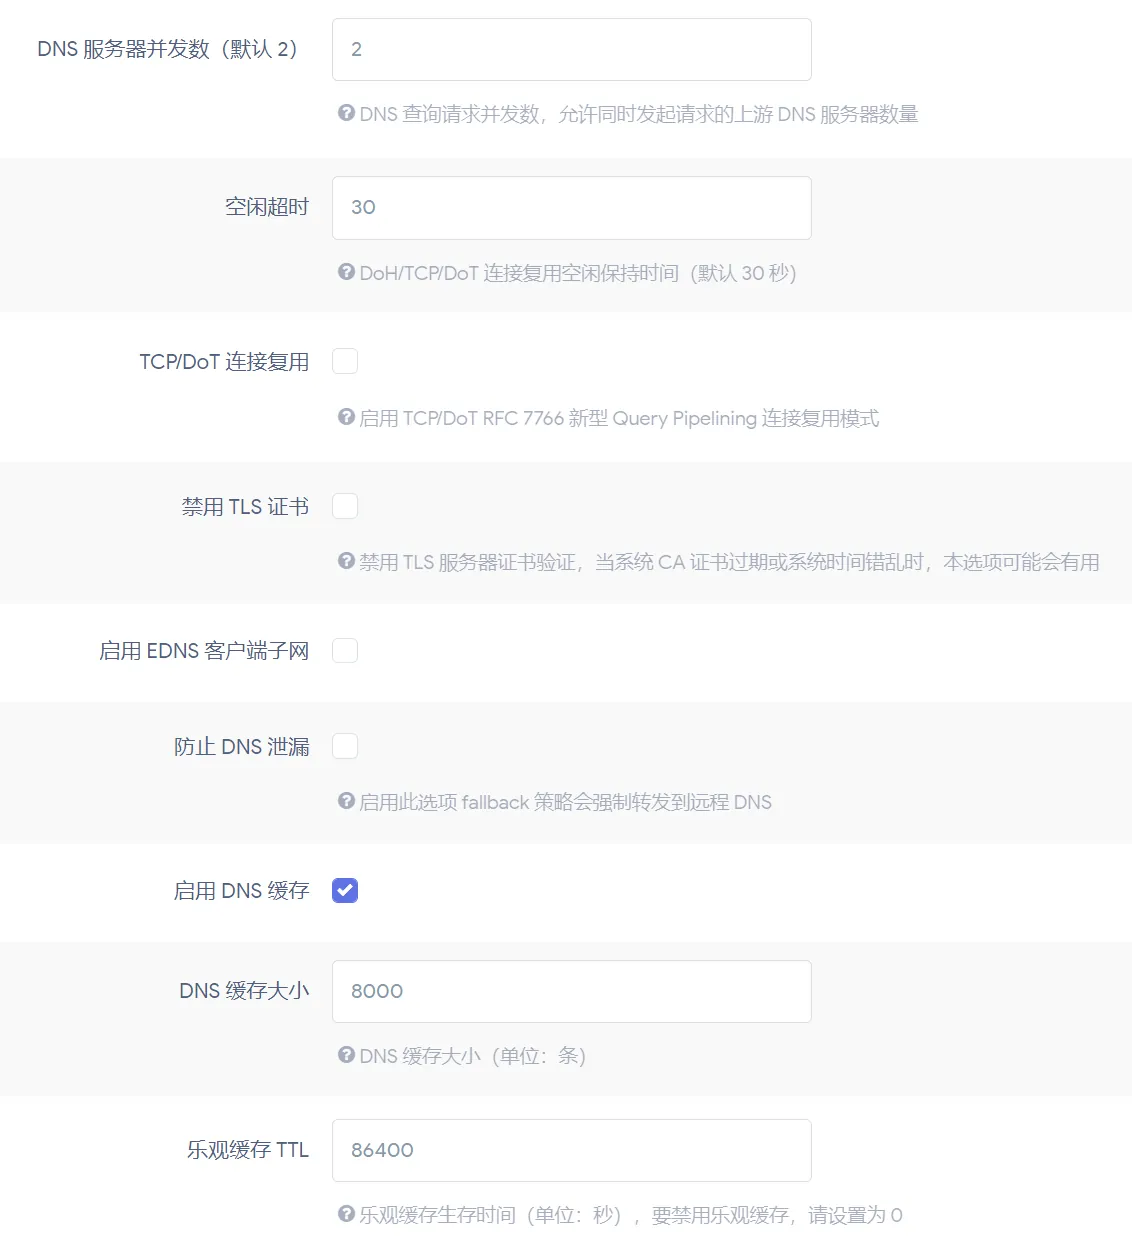 DNS 服务器并发数（默认 2）
2
DNS 查询请求并发数，允许同时发起请求的上游 DNS 服务器数量
空闲超时
30
DoH/TCP/DoT 连接复用空闲保持时间（默认 30 秒）
TCP/DoT 连接复用
启用 TCP/DoT RFC 7766 新型 Query Pipelining 连接复用模式
禁用 TLS 证书
禁用 TLS 服务器证书验证，当系统 CA 证书过期或系统时间错乱时，本选项可能会有用
启用 EDNS 客户端子网
防止 DNS 泄漏
启用此选项 fallback 策略会强制转发到远程 DNS
启用 DNS 缓存
DNS 缓存大小
8000
DNS 缓存大小（单位：条）
乐观缓存 TTL
86400
乐观缓存生存时间（单位：秒），要禁用乐观缓存，请设置为 0